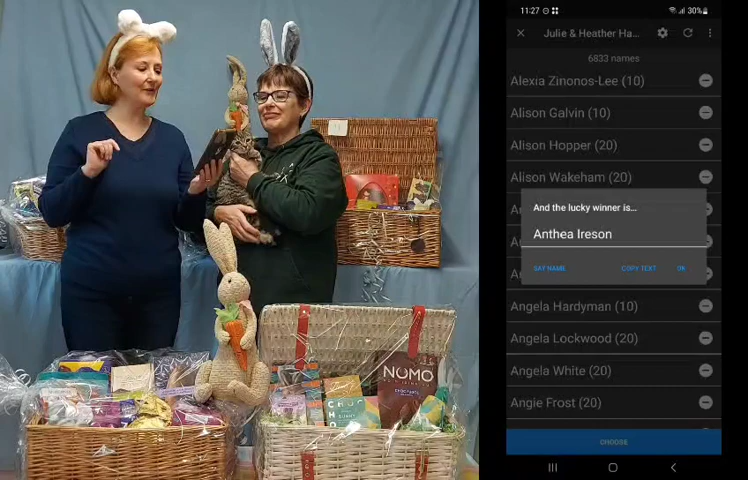 11:27
30%
Julie & Heather Ha...
6833 names
Alexia Zinonos-Lee (10)
Alison Galvin (10)
Alison Hopper (20)
Alison Wakeham (20)
And the lucky winner is...
Anthea Ireson
SAY NAME
COPY TEXT
OK
Angela Hardyman (10)
Angela Lockwood (20)
Angela White (20)
Angie Frost (20)
CHOOSE
NOMO